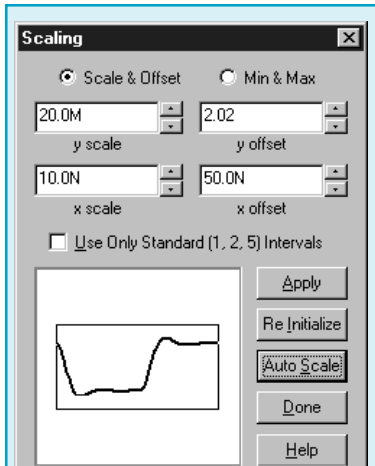 Scaling
Scale & Offset Min & Max
20.0M 2.02
y scale y offset
10.0N 50.0N
x scale x offset
Use Only Standard (1, 2, 5) Intervals
Apply
Re Initialize
Auto Scale
Done
Help